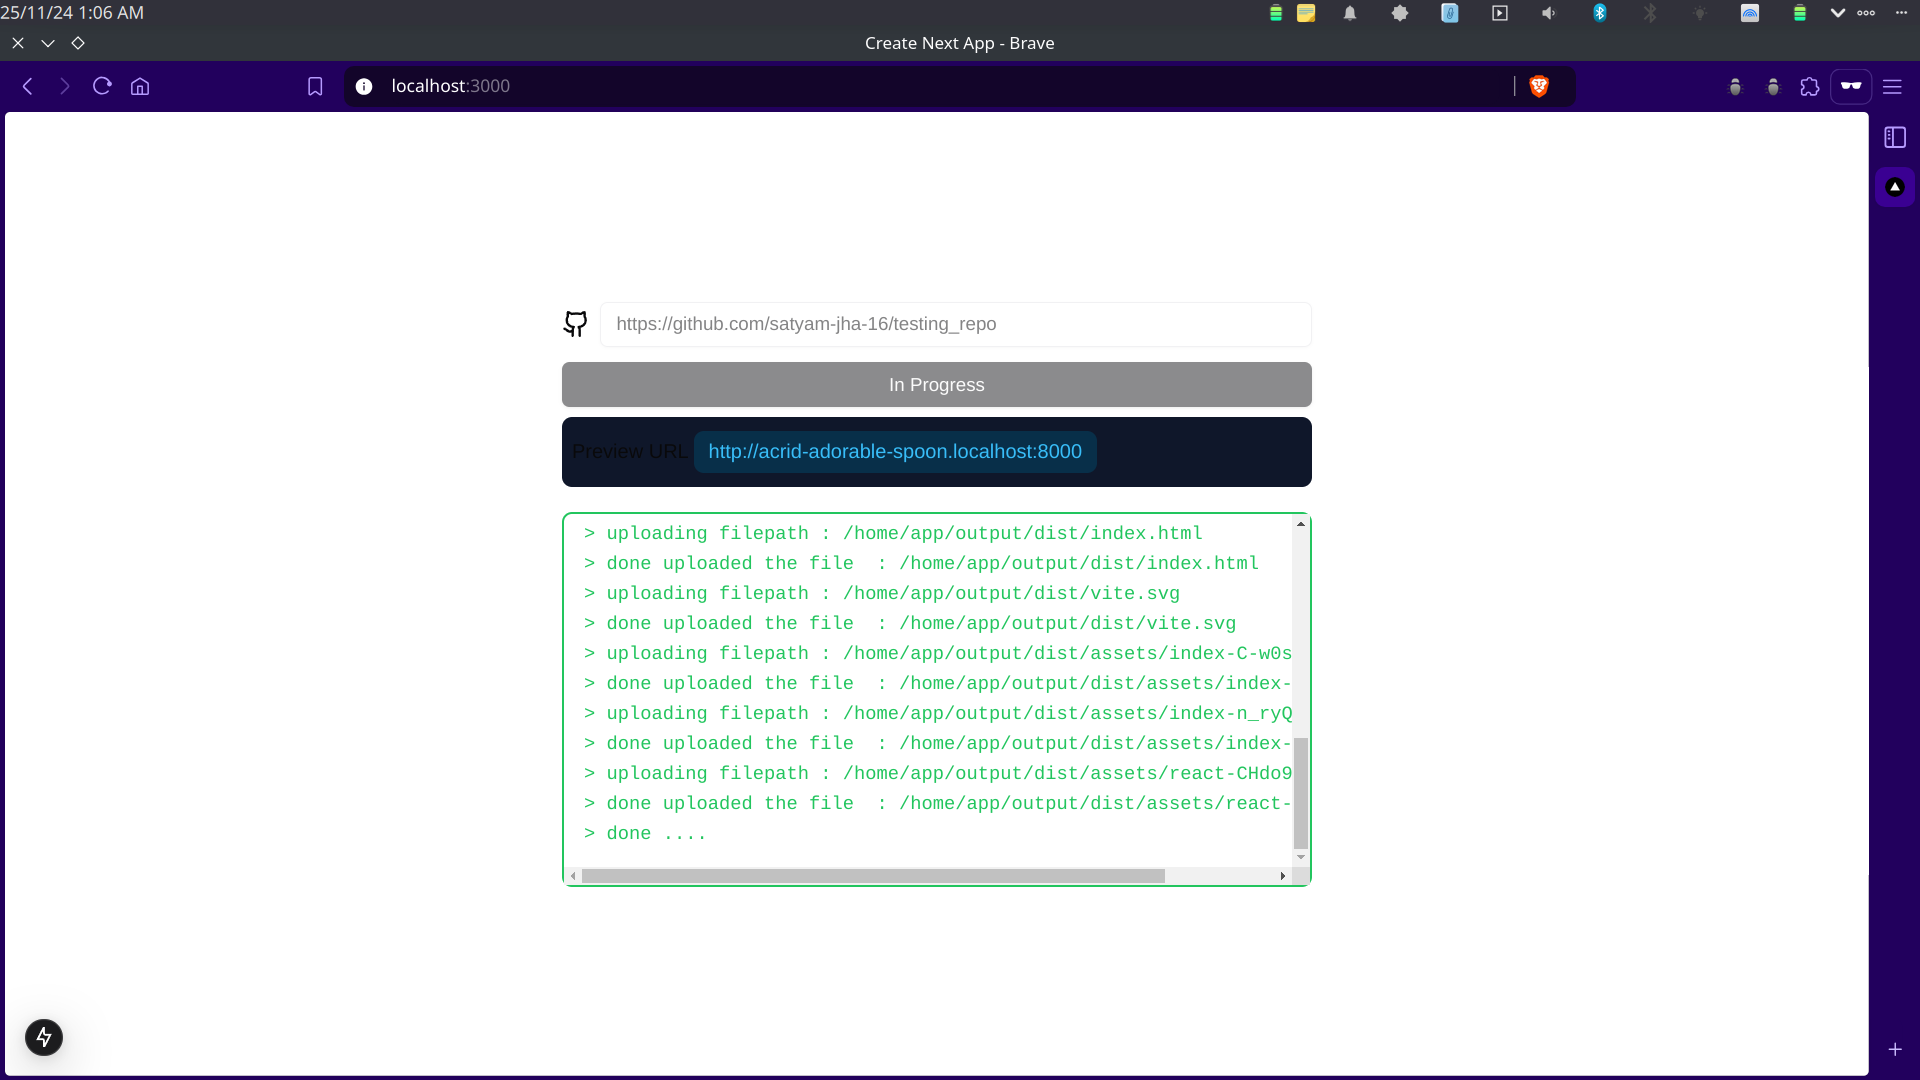 25/11/24 1:06 AM
Create Next App - Brave
localhost:3000
https://github.com/satyam-jha-16/testing_repo
In Progress
Preview URL http://acrid-adorable-spoon.localhost:8000
> uploading filepath : /home/app/output/dist/index.html
> done uploaded the file  : /home/app/output/dist/index.html
> uploading filepath : /home/app/output/dist/vite.svg
> done uploaded the file  : /home/app/output/dist/vite.svg
> uploading filepath : /home/app/output/dist/assets/index-C-w0s
> done uploaded the file  : /home/app/output/dist/assets/index-
> uploading filepath : /home/app/output/dist/assets/index-n_ryQ
> done uploaded the file  : /home/app/output/dist/assets/index-
> uploading filepath : /home/app/output/dist/assets/react-CHdo9
> done uploaded the file  : /home/app/output/dist/assets/react-
> done ....